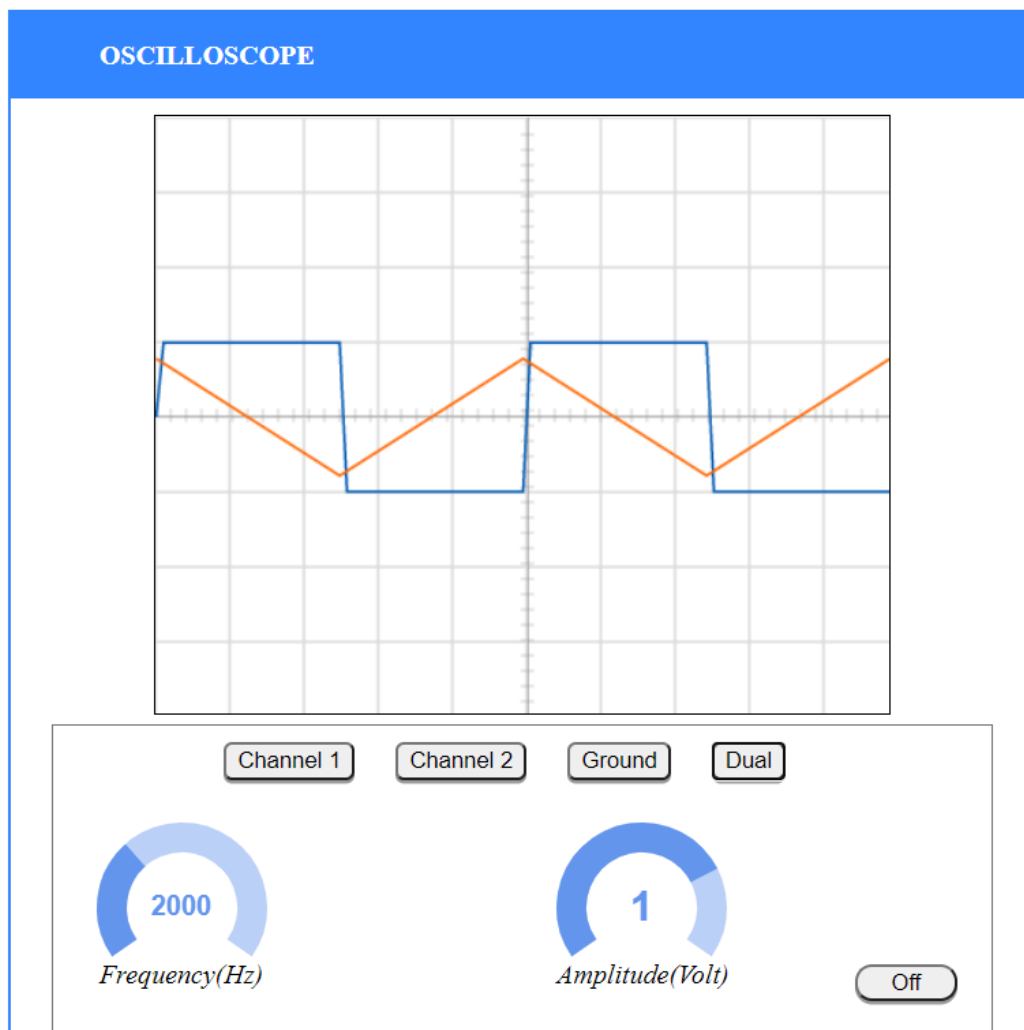 OSCILLOSCOPE
Channel 1 Channel 2 Ground Dual
2000 1
Frequency(Hz) Amplitude(Volt)
Off